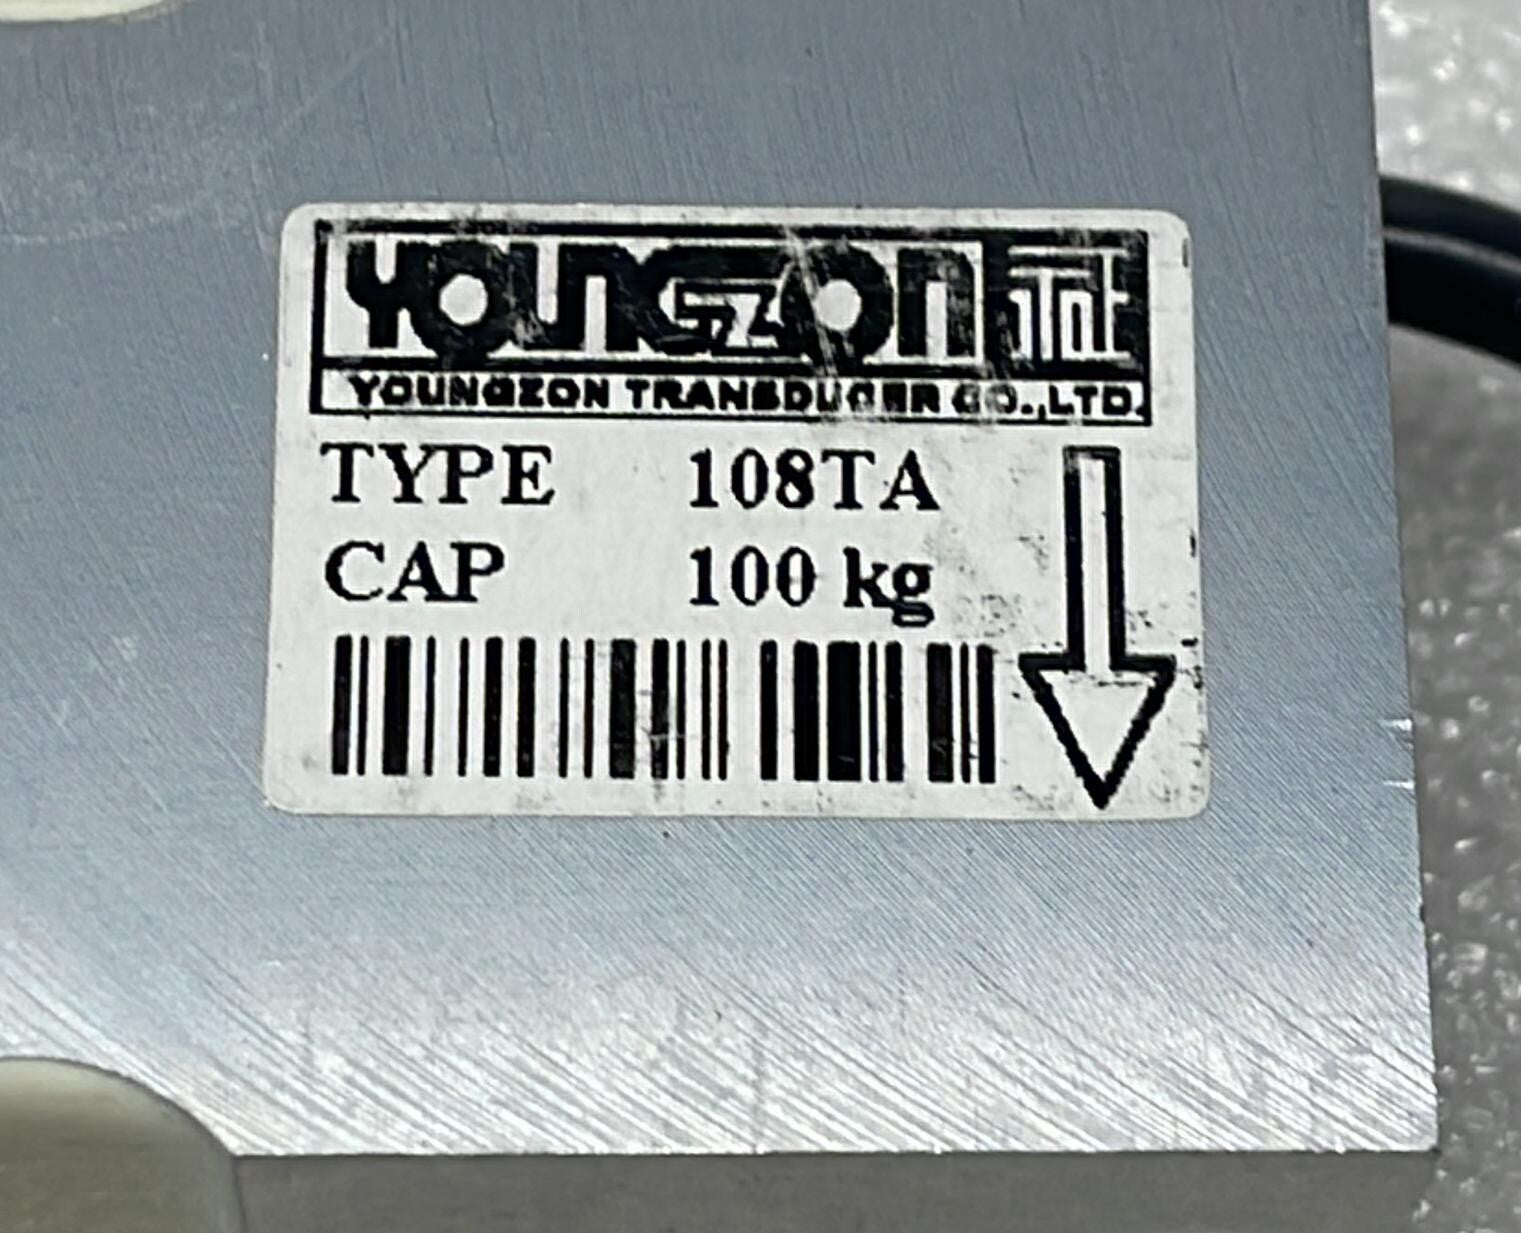 YOUNGZON
YOUNGZON TRANSDUCER CO.,LTD.
TYPE 108TA
CAP 100 kg